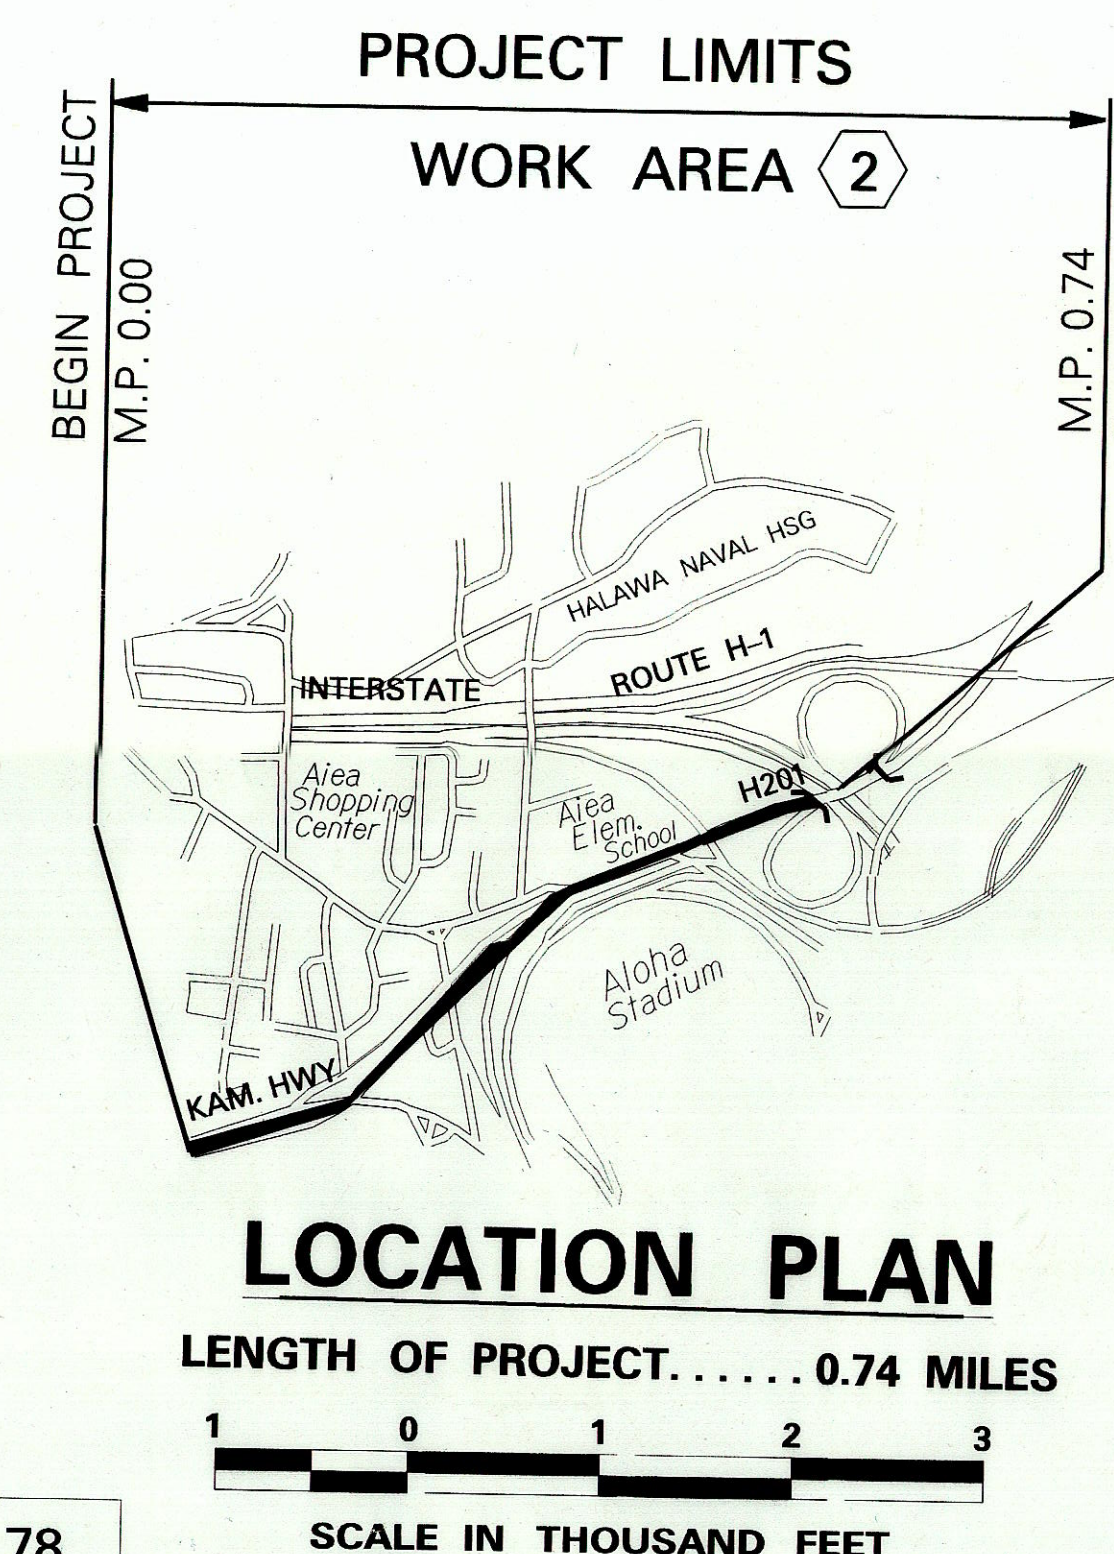 PROJECT LIMITS
WORK AREA 2
BEGIN PROJECT
M.P. 0.00
M.P. 0.74
HALAWA NAVAL HSG
INTERSTATE ROUTE H-1
Aiea
Shopping
Center
Aiea
Elem.
School
H201
Aloha
Stadium
KAM. HWY
LOCATION PLAN
LENGTH OF PROJECT...... 0.74 MILES
1 0 1 2 3
SCALE IN THOUSAND FEET
78